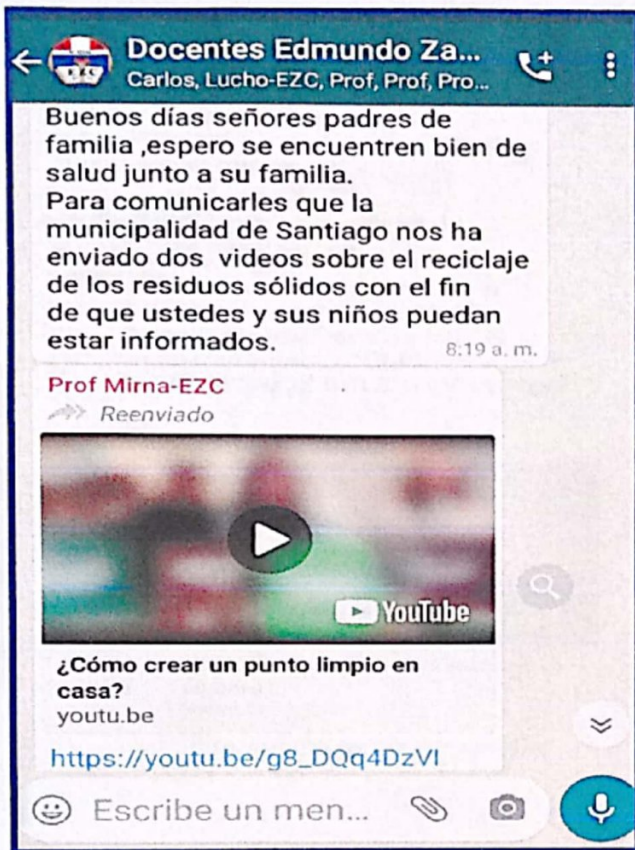 Docentes Edmundo Za...
Carlos, Lucho-EZC, Prof, Prof, Pro...
Buenos días señores padres de
familia ,espero se encuentren bien de
salud junto a su familia.
Para comunicarles que la
municipalidad de Santiago nos ha
enviado dos videos sobre el reciclaje
de los residuos sólidos con el fin
de que ustedes y sus niños puedan
estar informados.
8:19 a. m.
Prof Mirna-EZC
Reenviado
YouTube
¿Cómo crear un punto limpio en
casa?
youtu.be
https://youtu.be/g8_DQq4DzVI
Escribe un men...